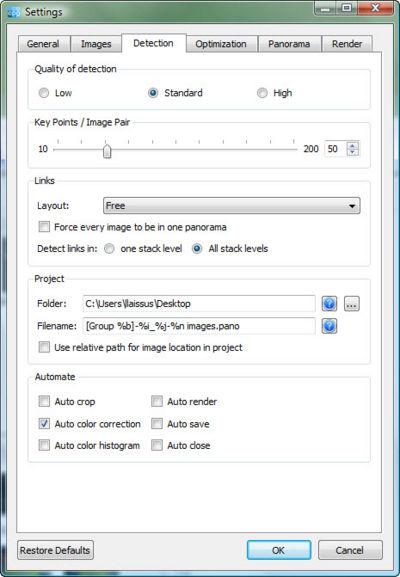 Settings
General Images Detection Optimization Panorama Render
Quality of detection
Low Standard High
Key Points / Image Pair
10 200 50
Links
Layout: Free
Force every image to be in one panorama
Detect links in: one stack level All stack levels
Project
Folder: C:\Users\llaissus\Desktop ? ...
Filename: [Group %b]-%i_%j-%n images.pano ?
Use relative path for image location in project
Automate
Auto crop Auto render
Auto color correction Auto save
Auto color histogram Auto close
Restore Defaults OK Cancel